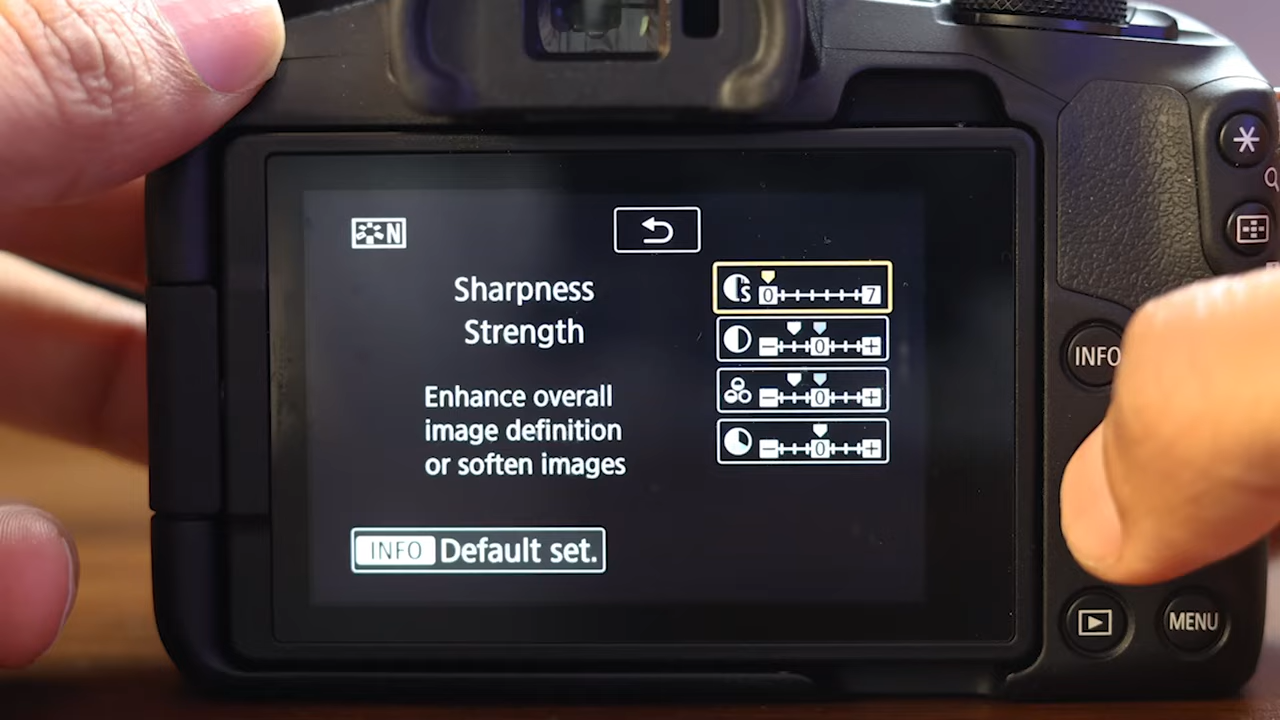 N
Sharpness
Strength
S 0 7
- 0 +
- 0 +
- 0 +
Enhance overall
image definition
or soften images
INFO Default set.
INFO
MENU